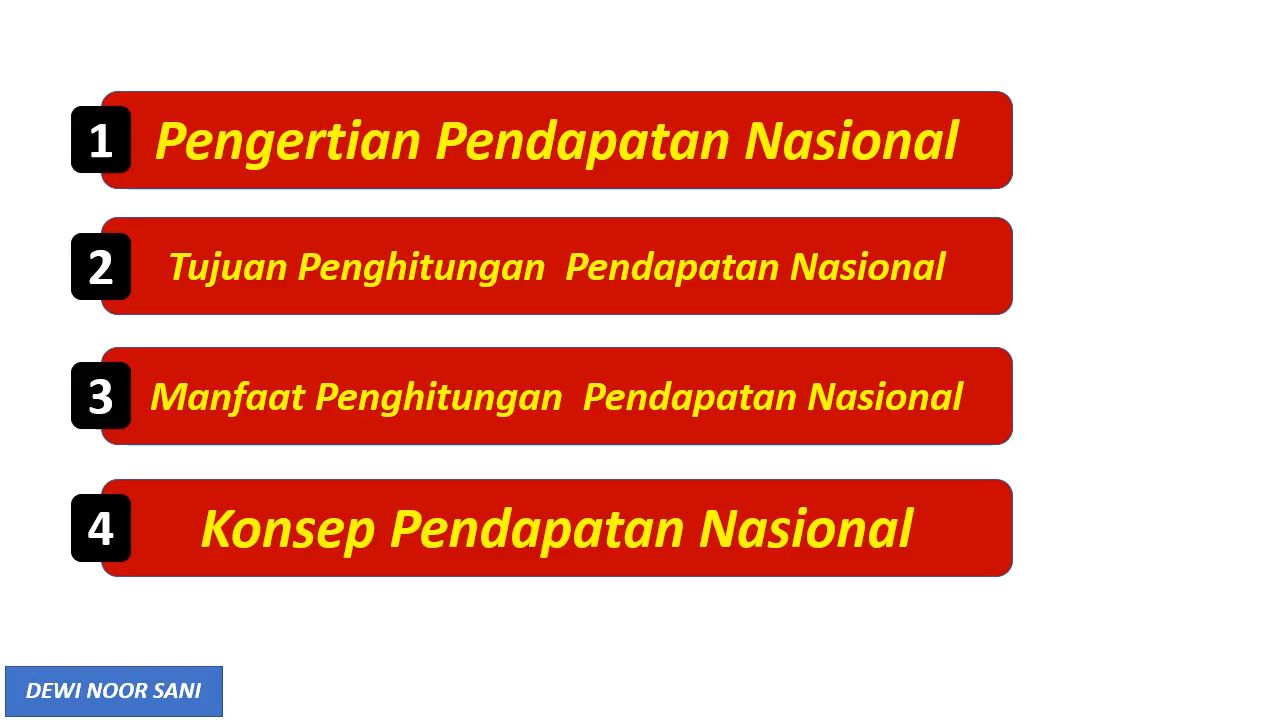 1 Pengertian Pendapatan Nasional
2 Tujuan Penghitungan  Pendapatan Nasional
3 Manfaat Penghitungan  Pendapatan Nasional
4 Konsep Pendapatan Nasional
DEWI NOOR SANI